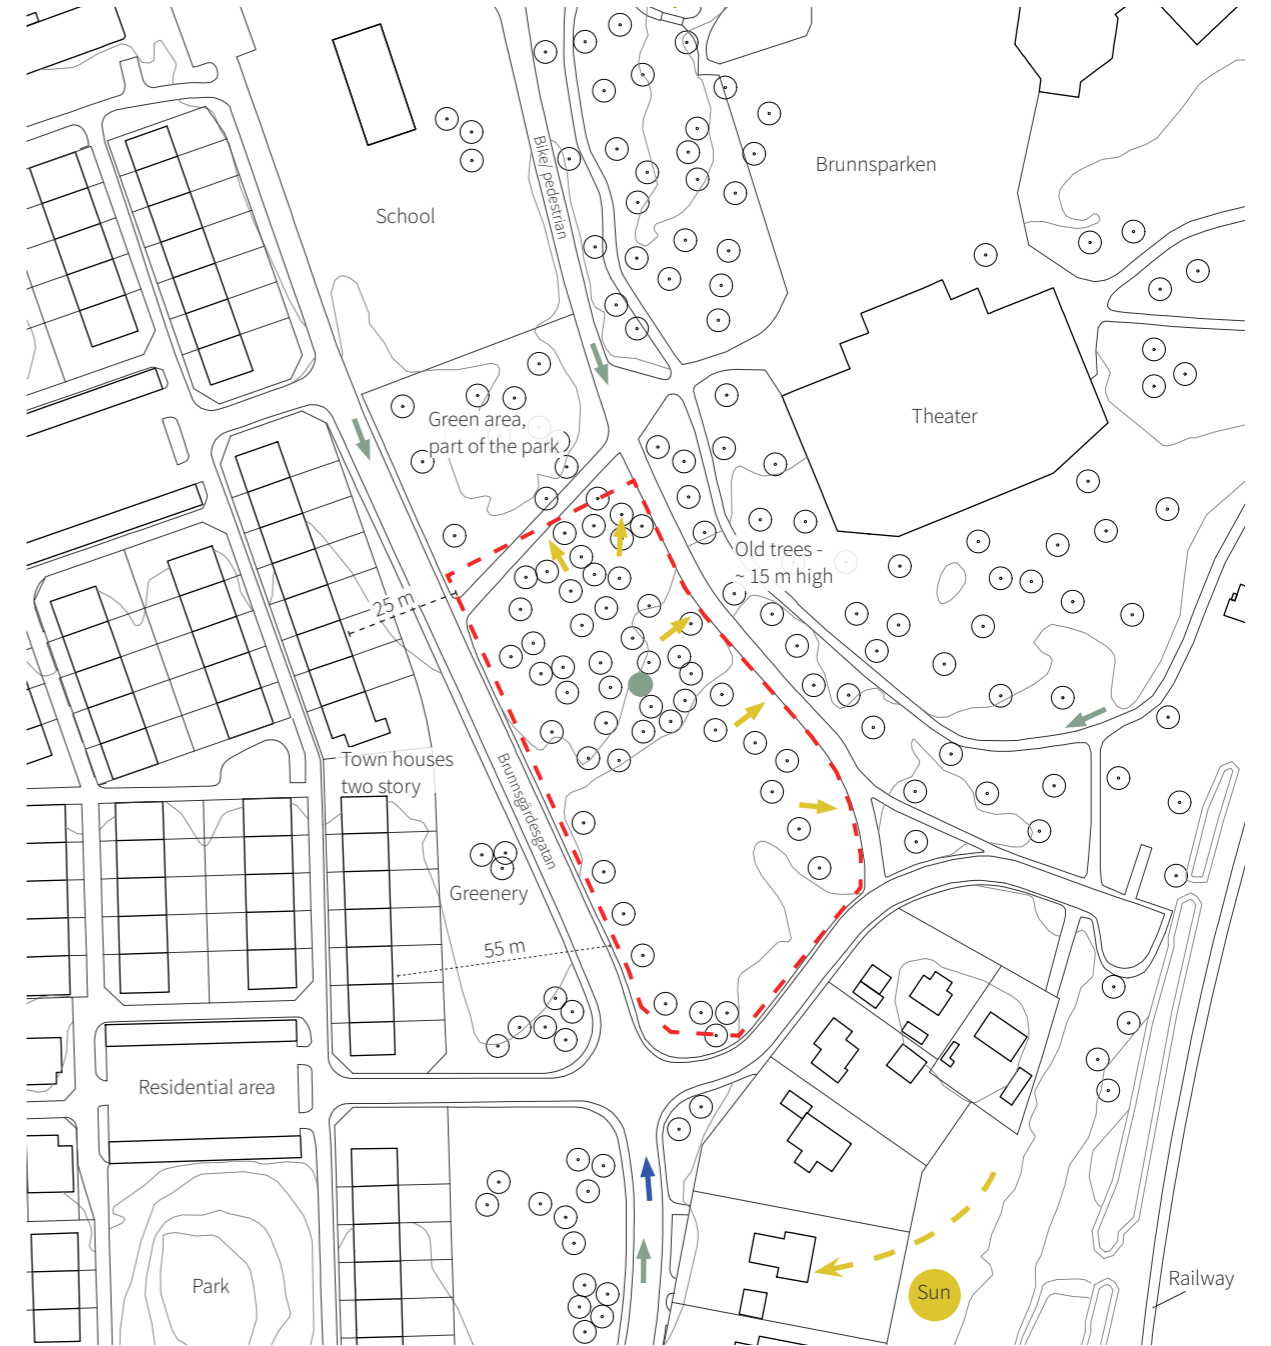 Bike/ pedestrian
Brunnsparken
School
Theater
Green area,
part of the park
Old trees -
~ 15 m high
25 m
Town houses
two story
Brunnsgärdesgatan
Greenery
55 m
Residential area
Park
Sun
Railway